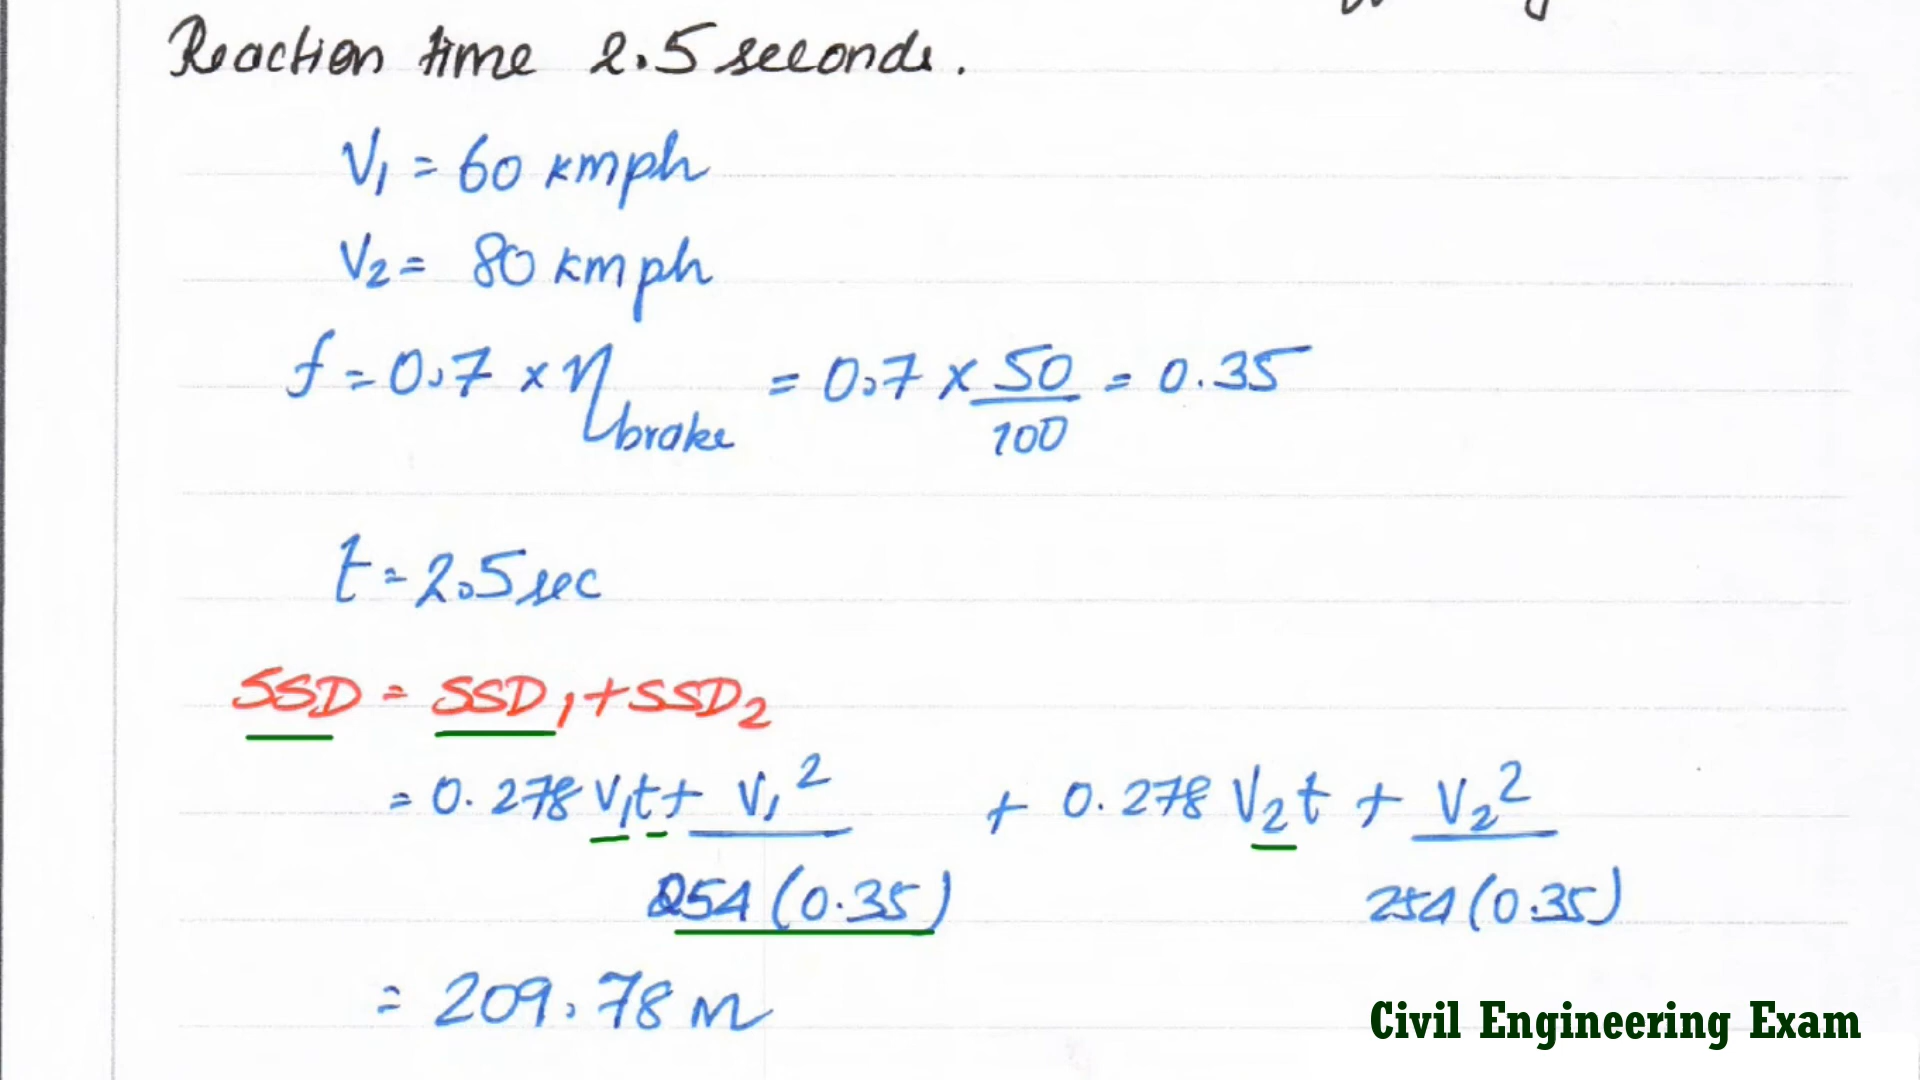 Reaction time 2.5 seconds.
V₁ = 60 kmph
V₂ = 80 kmph
f = 0.7 × η brake = 0.7 × 50/100 = 0.35
t = 2.5 sec
SSD = SSD₁ + SSD₂
= 0.278 V₁t + V₁²/254(0.35) + 0.278 V₂t + V₂²/254(0.35)
= 209.78 m
Civil Engineering Exam